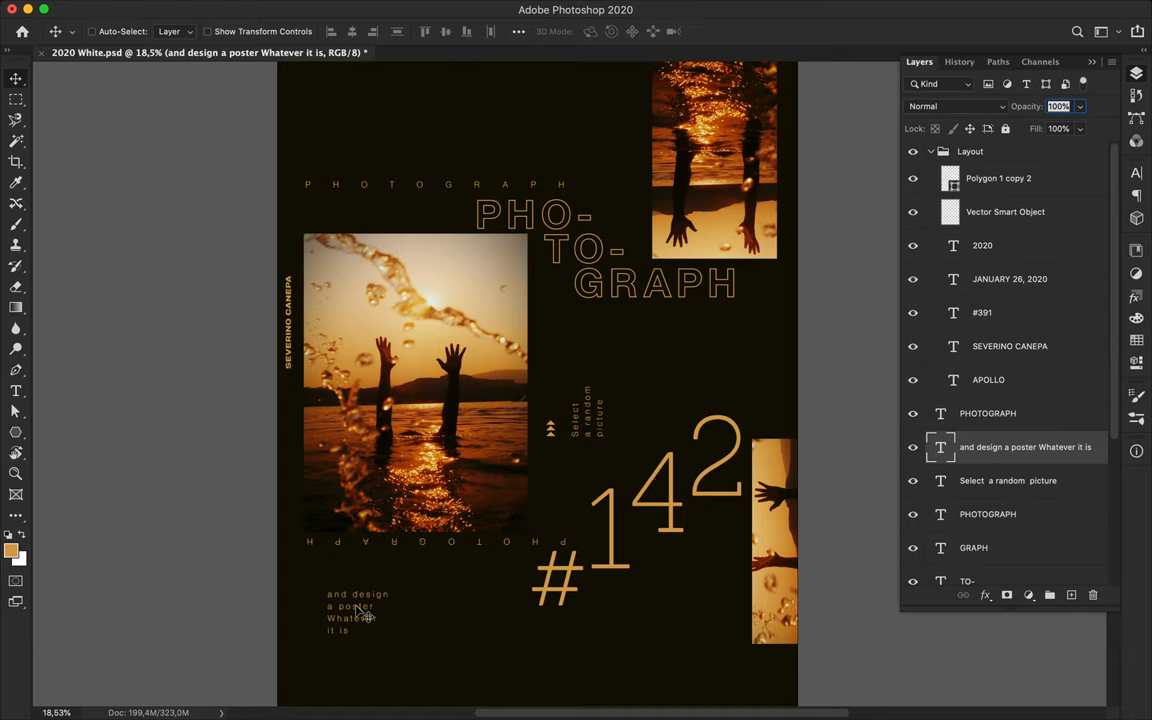 Adobe Photoshop 2020
Auto-Select: Layer Show Transform Controls 3D Mode:
2020 White.psd @ 18,5% (and design a poster Whatever it is, RGB/8) *
Layers History Paths Channels
Kind
Normal Opacity: 100%
Lock: Fill: 100%
Layout
Polygon 1 copy 2
Vector Smart Object
2020
JANUARY 26, 2020
#391
SEVERINO CANEPA
APOLLO
PHOTOGRAPH
and design a poster Whatever it is
Select a random picture
PHOTOGRAPH
GRAPH
TO-
PHOTOGRAPH
PHO-
TO-
GRAPH
SEVERINO CANEPA
Select
a random
picture
#142
PHOTOGRAPH
and design
a poster
Whatever
it is
18,53% Doc: 199,4M/323,0M